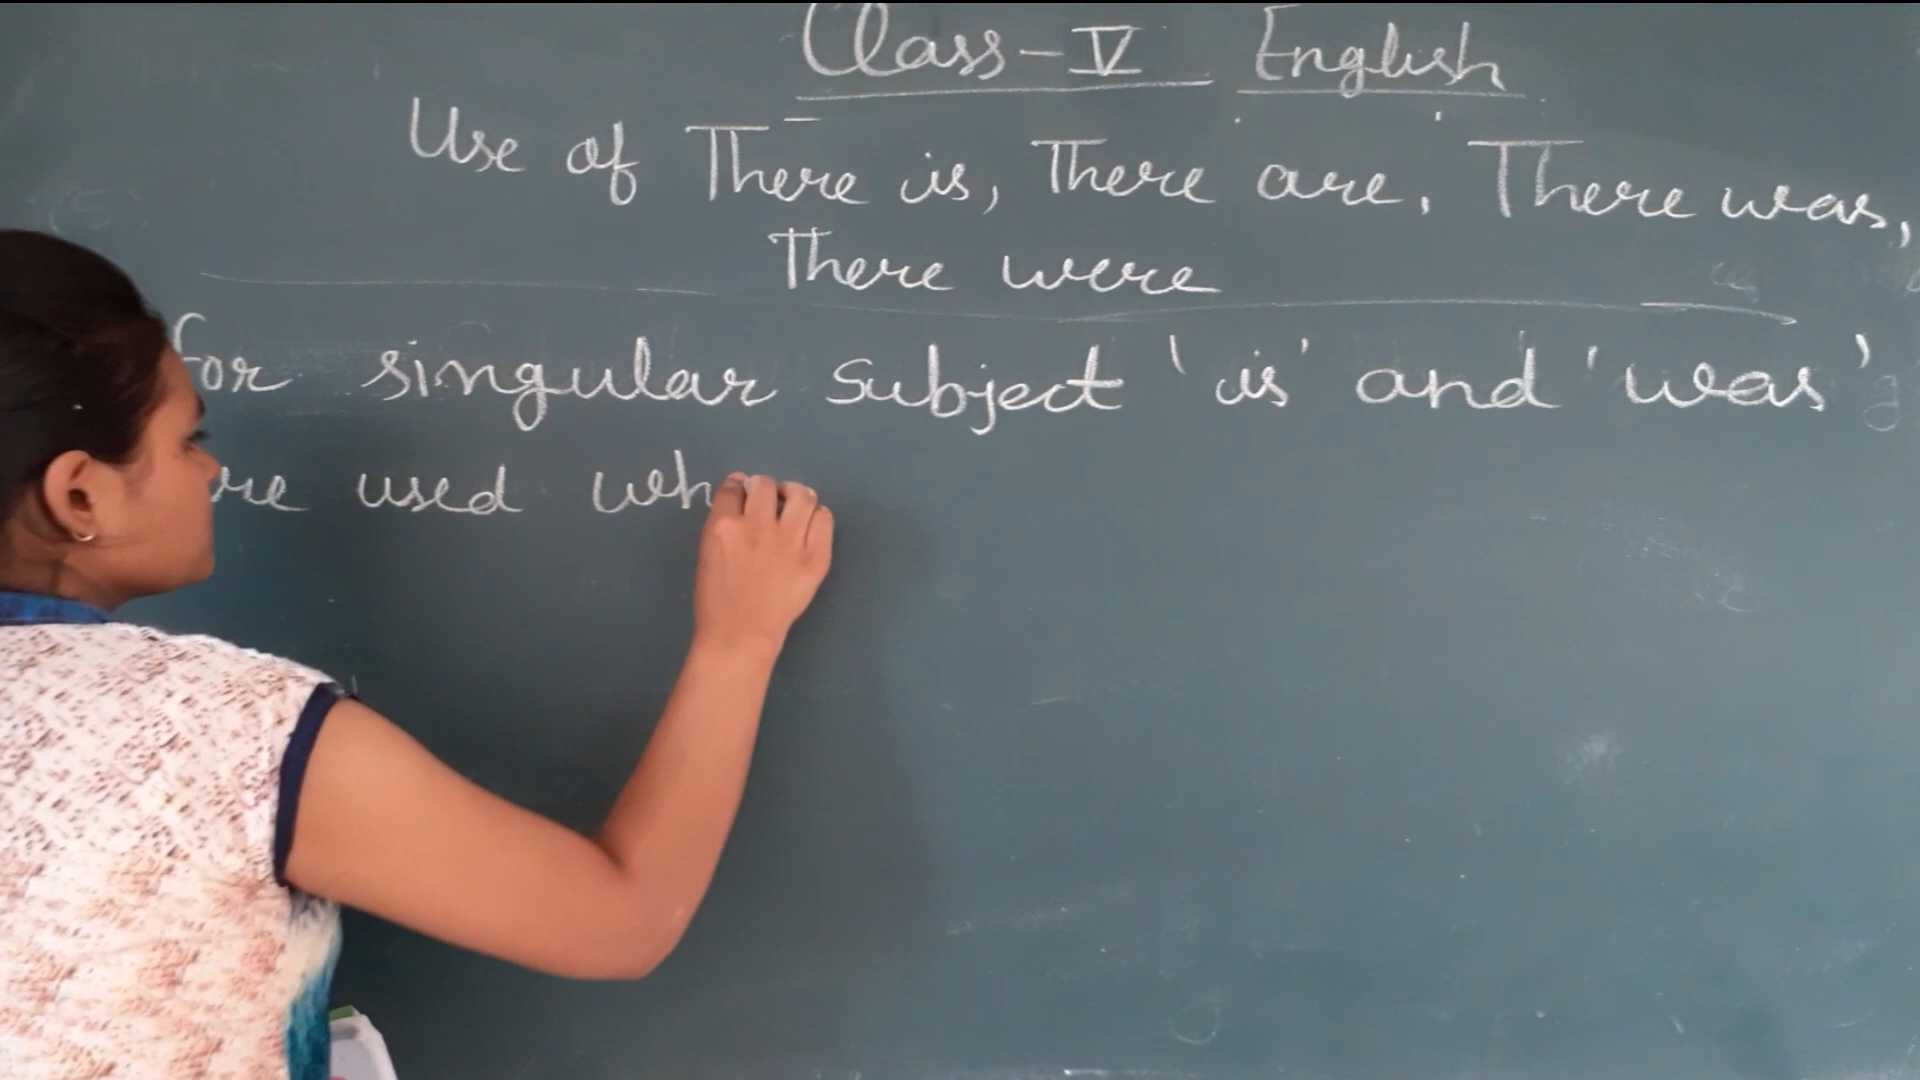 Class-V English
Use of There is, There are, There was,
There were
for singular subject 'is' and 'was'
used